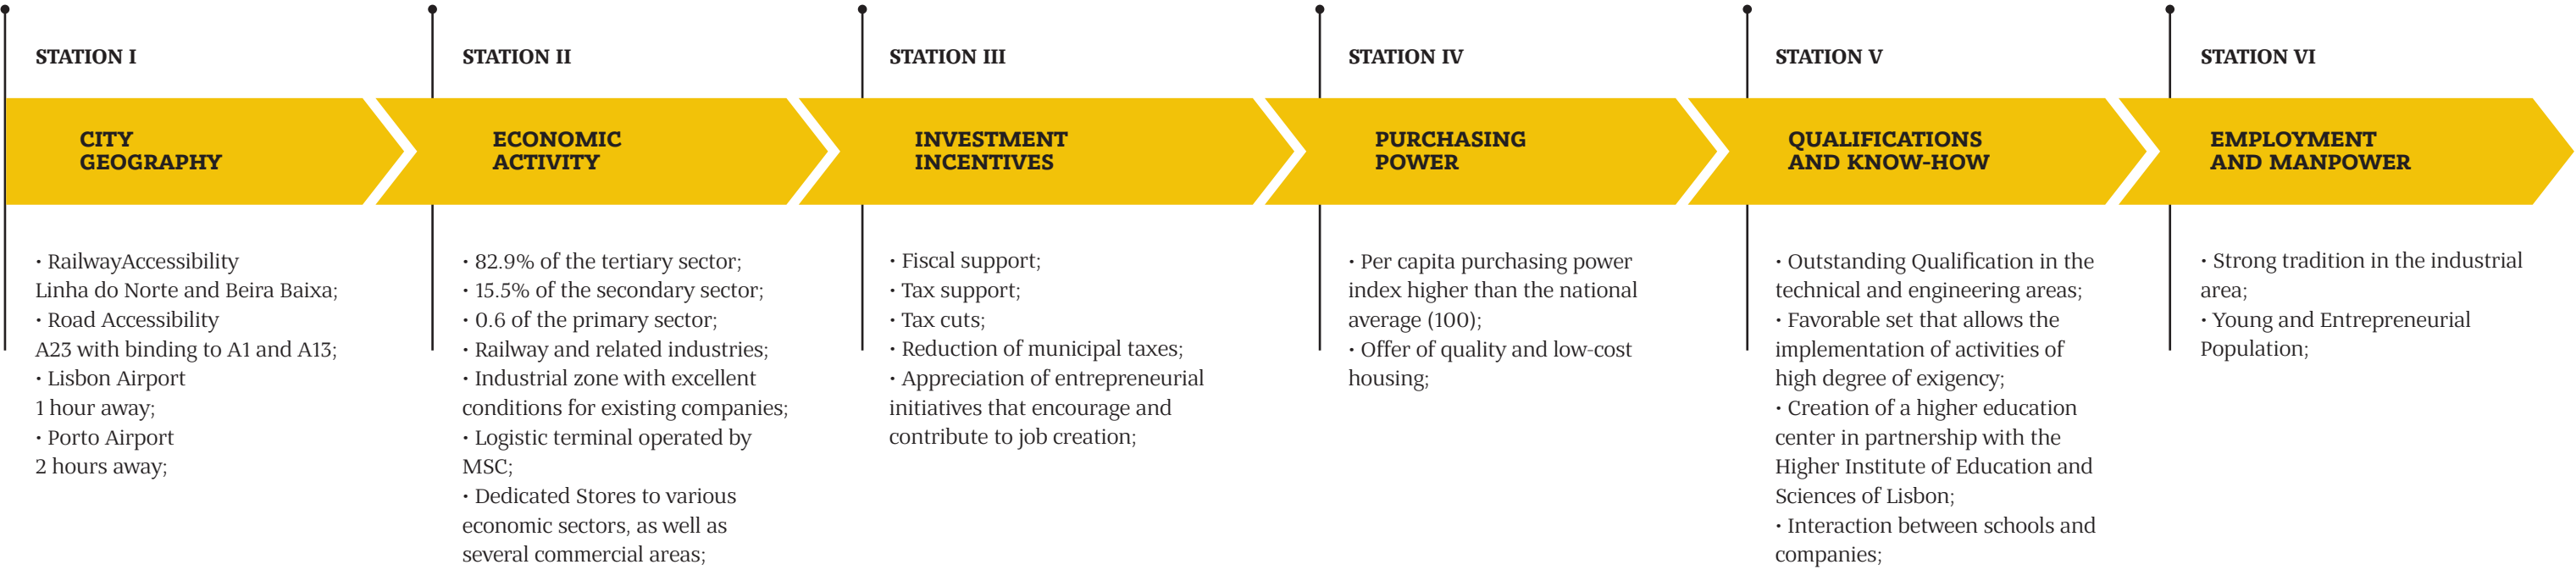 STATION I
CITY
GEOGRAPHY
· RailwayAccessibility
Linha do Norte and Beira Baixa;
· Road Accessibility
A23 with binding to A1 and A13;
· Lisbon Airport
1 hour away;
· Porto Airport
2 hours away;
STATION II
ECONOMIC
ACTIVITY
· 82.9% of the tertiary sector;
· 15.5% of the secondary sector;
· 0.6 of the primary sector;
· Railway and related industries;
· Industrial zone with excellent
conditions for existing companies;
· Logistic terminal operated by
MSC;
· Dedicated Stores to various
economic sectors, as well as
several commercial areas;
STATION III
INVESTMENT
INCENTIVES
· Fiscal support;
· Tax support;
· Tax cuts;
· Reduction of municipal taxes;
· Appreciation of entrepreneurial
initiatives that encourage and
contribute to job creation;
STATION IV
PURCHASING
POWER
· Per capita purchasing power
index higher than the national
average (100);
· Offer of quality and low-cost
housing;
STATION V
QUALIFICATIONS
AND KNOW-HOW
· Outstanding Qualification in the
technical and engineering areas;
· Favorable set that allows the
implementation of activities of
high degree of exigency;
· Creation of a higher education
center in partnership with the
Higher Institute of Education and
Sciences of Lisbon;
· Interaction between schools and
companies;
STATION VI
EMPLOYMENT
AND MANPOWER
· Strong tradition in the industrial
area;
· Young and Entrepreneurial
Population;